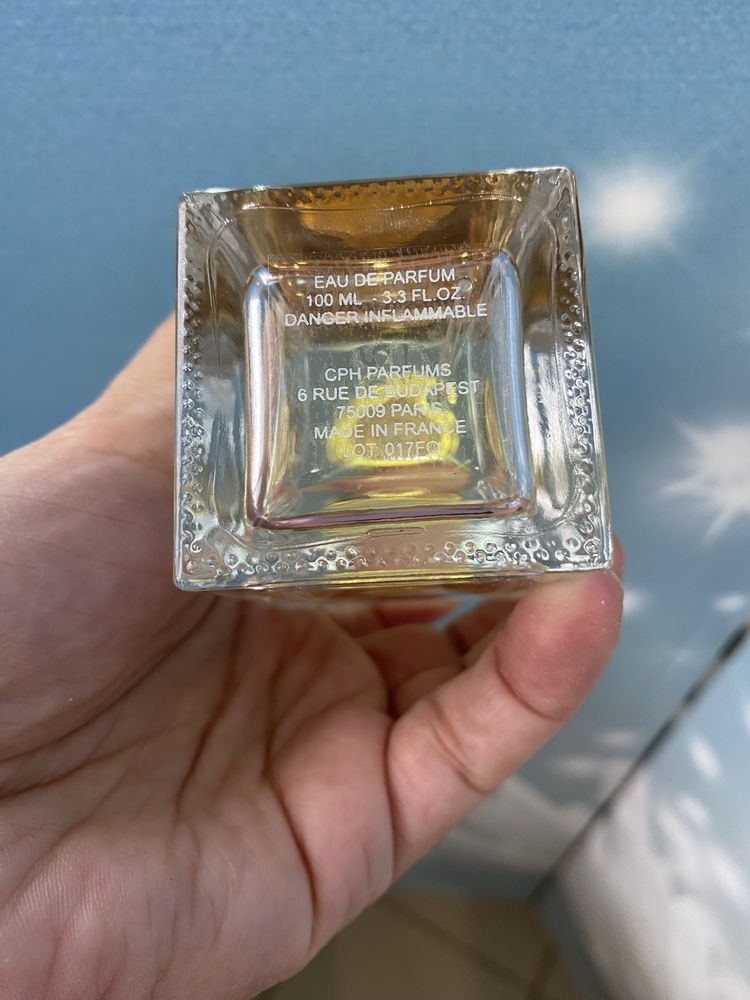 EAU DE PARFUM
100 ML - 3.3 FL.OZ.
DANGER INFLAMMABLE
CPH PARFUMS
6 RUE DE BUDAPEST
75009 PARIS
MADE IN FRANCE
LOT. 017FO